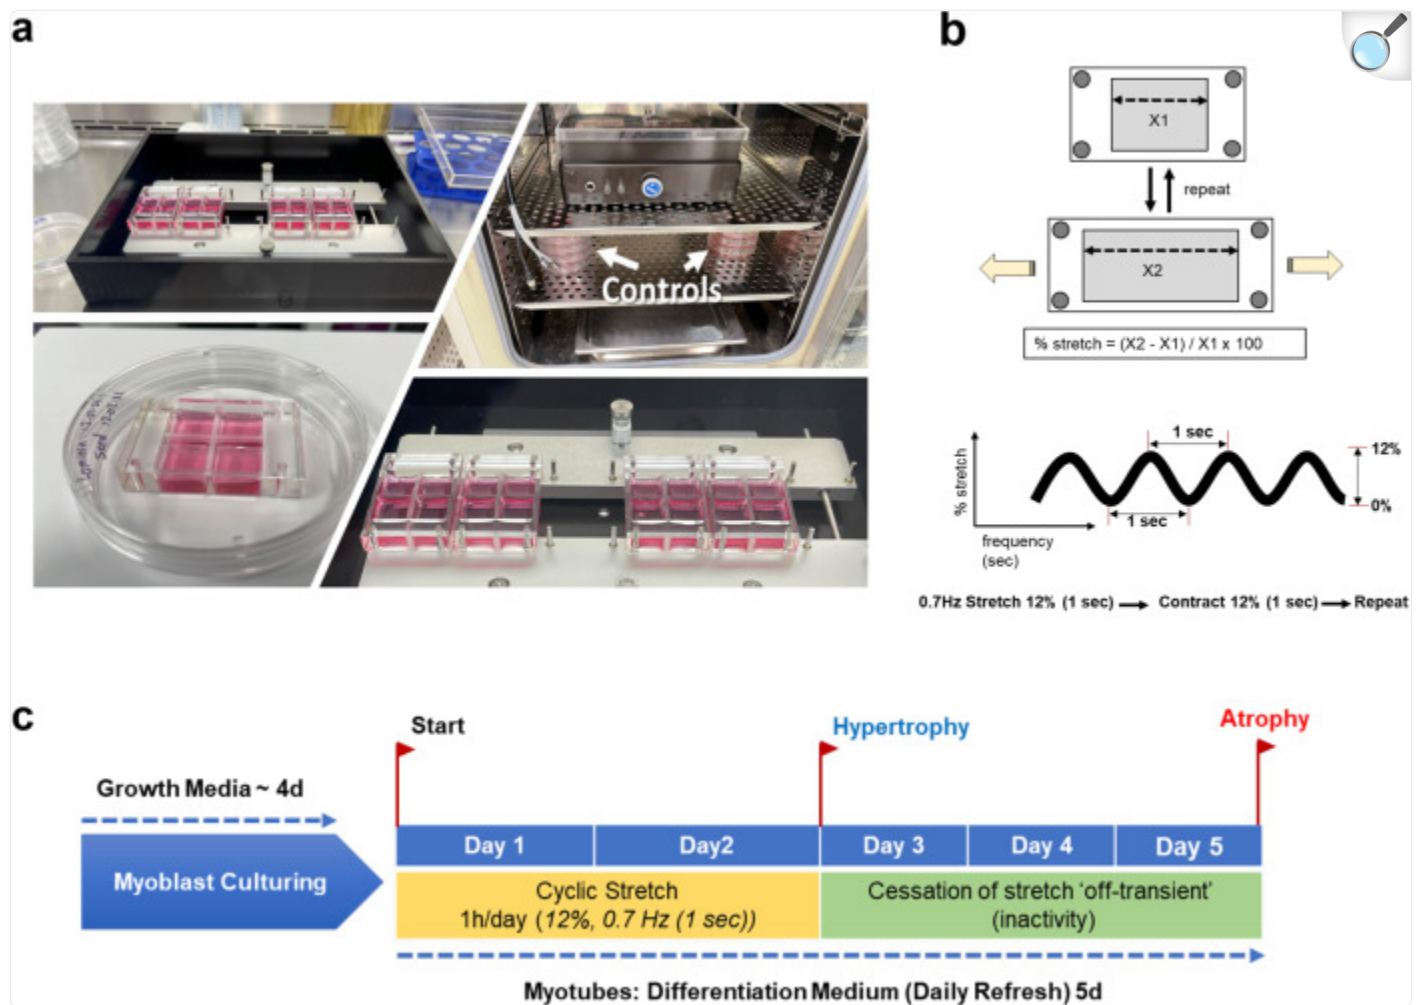 a
Controls
b
X1
repeat
X2
% stretch = (X2 - X1) / X1 x 100
% stretch
1 sec
12%
0%
1 sec
frequency
(sec)
0.7Hz Stretch 12% (1 sec) → Contract 12% (1 sec) → Repeat
c
Start
Hypertrophy
Atrophy
Growth Media ~ 4d
Myoblast Culturing
Day 1
Day2
Day 3
Day 4
Day 5
Cyclic Stretch
1h/day (12%, 0.7 Hz (1 sec))
Cessation of stretch ‘off-transient’
(inactivity)
Myotubes: Differentiation Medium (Daily Refresh) 5d